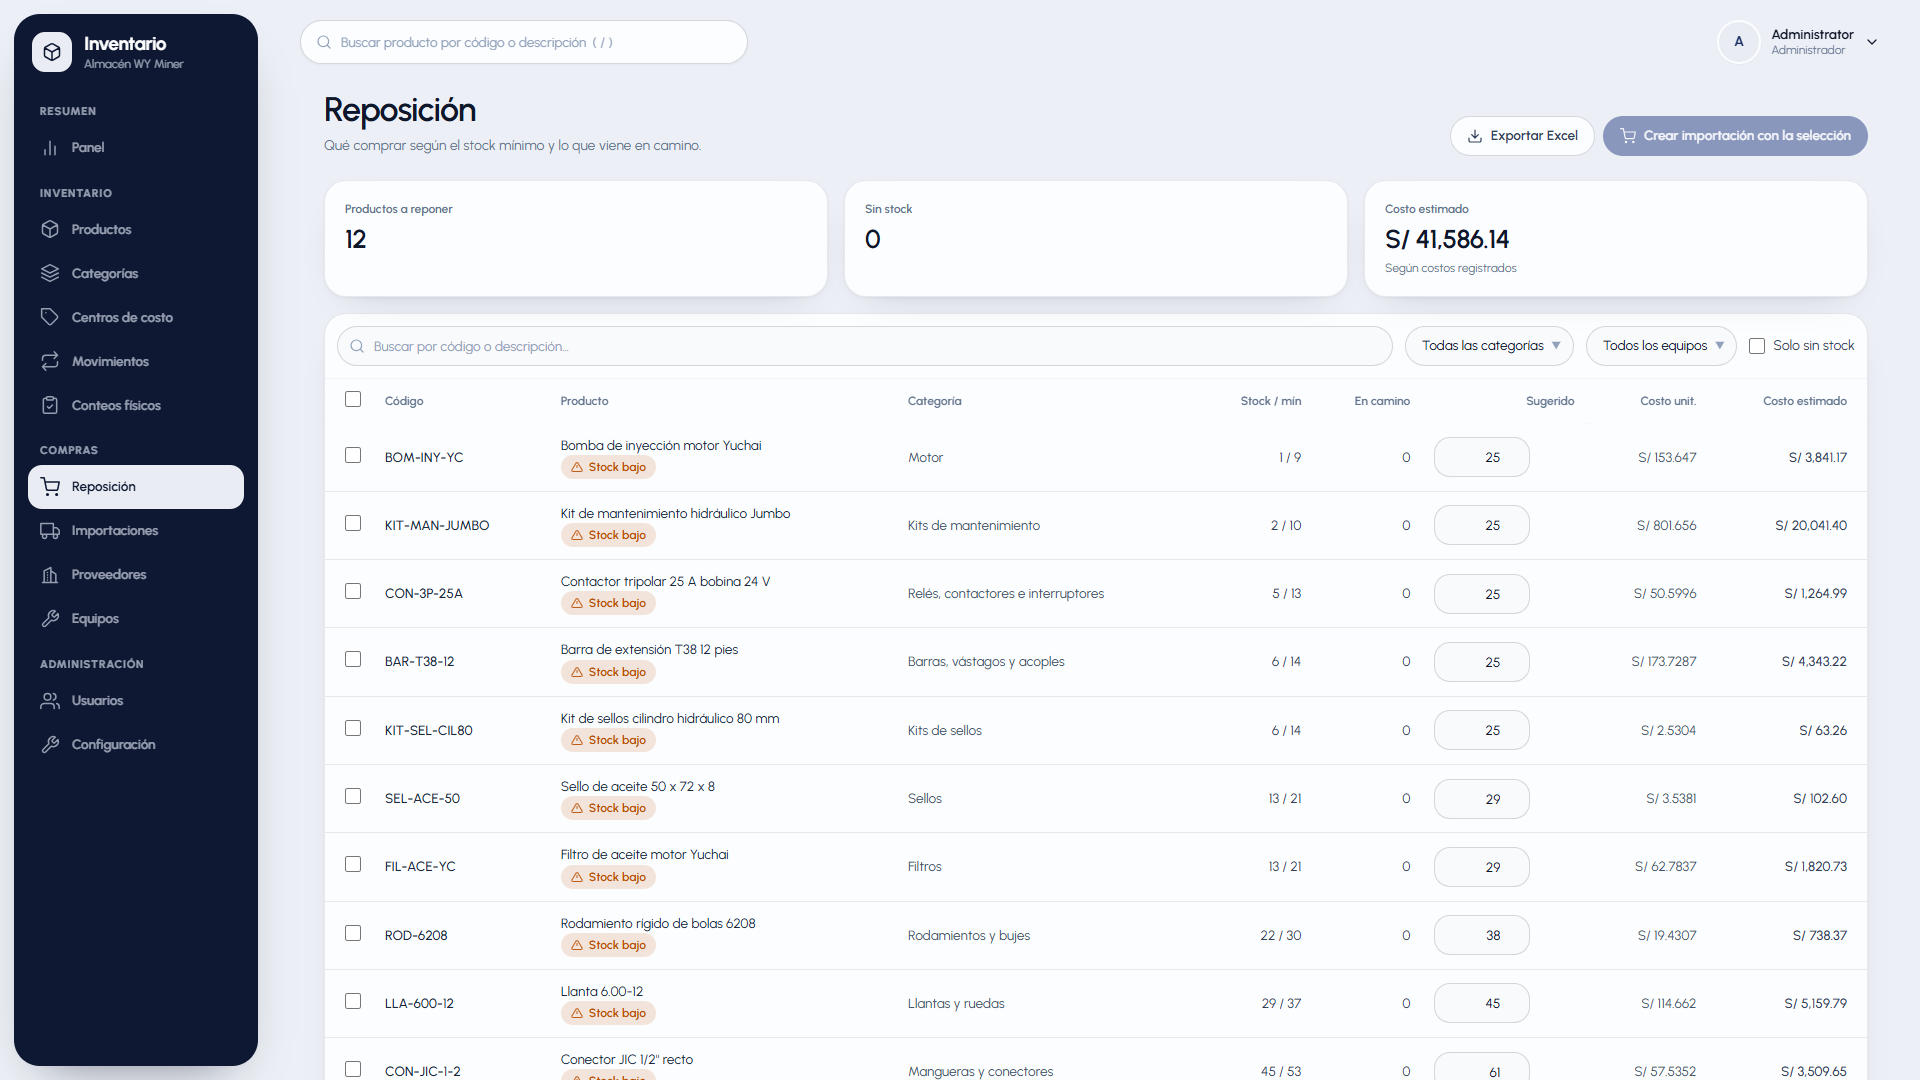 Inventario
Almacén WY Miner
RESUMEN
Panel
INVENTARIO
Productos
Categorías
Centros de costo
Movimientos
Conteos físicos
COMPRAS
Reposición
Importaciones
Proveedores
Equipos
ADMINISTRACIÓN
Usuarios
Configuración
Buscar producto por código o descripción ( / )
A
Administrator
Administrador
Reposición
Qué comprar según el stock mínimo y lo que viene en camino.
Exportar Excel
Crear importación con la selección
Productos a reponer
12
Sin stock
0
Costo estimado
S/ 41,586.14
Según costos registrados
Buscar por código o descripción...
Todas las categorías
Todos los equipos
Solo sin stock
Código Producto Categoría Stock / mín En camino Sugerido Costo unit. Costo estimado
BOM-INY-YC Bomba de inyección motor Yuchai Motor 1 / 9 0 25 S/ 153.647 S/ 3,841.17
Stock bajo
KIT-MAN-JUMBO Kit de mantenimiento hidráulico Jumbo Kits de mantenimiento 2 / 10 0 25 S/ 801.656 S/ 20,041.40
Stock bajo
CON-3P-25A Contactor tripolar 25 A bobina 24 V Relés, contactores e interruptores 5 / 13 0 25 S/ 50.5996 S/ 1,264.99
Stock bajo
BAR-T38-12 Barra de extensión T38 12 pies Barras, vástagos y acoples 6 / 14 0 25 S/ 173.7287 S/ 4,343.22
Stock bajo
KIT-SEL-CIL80 Kit de sellos cilindro hidráulico 80 mm Kits de sellos 6 / 14 0 25 S/ 2.5304 S/ 63.26
Stock bajo
SEL-ACE-50 Sello de aceite 50 x 72 x 8 Sellos 13 / 21 0 29 S/ 3.5381 S/ 102.60
Stock bajo
FIL-ACE-YC Filtro de aceite motor Yuchai Filtros 13 / 21 0 29 S/ 62.7837 S/ 1,820.73
Stock bajo
ROD-6208 Rodamiento rígido de bolas 6208 Rodamientos y bujes 22 / 30 0 38 S/ 19.4307 S/ 738.37
Stock bajo
LLA-600-12 Llanta 6.00-12 Llantas y ruedas 29 / 37 0 45 S/ 114.662 S/ 5,159.79
Stock bajo
CON-JIC-1-2 Conector JIC 1/2" recto Mangueras y conectores 45 / 53 0 61 S/ 57.5352 S/ 3,509.65
Stock bajo